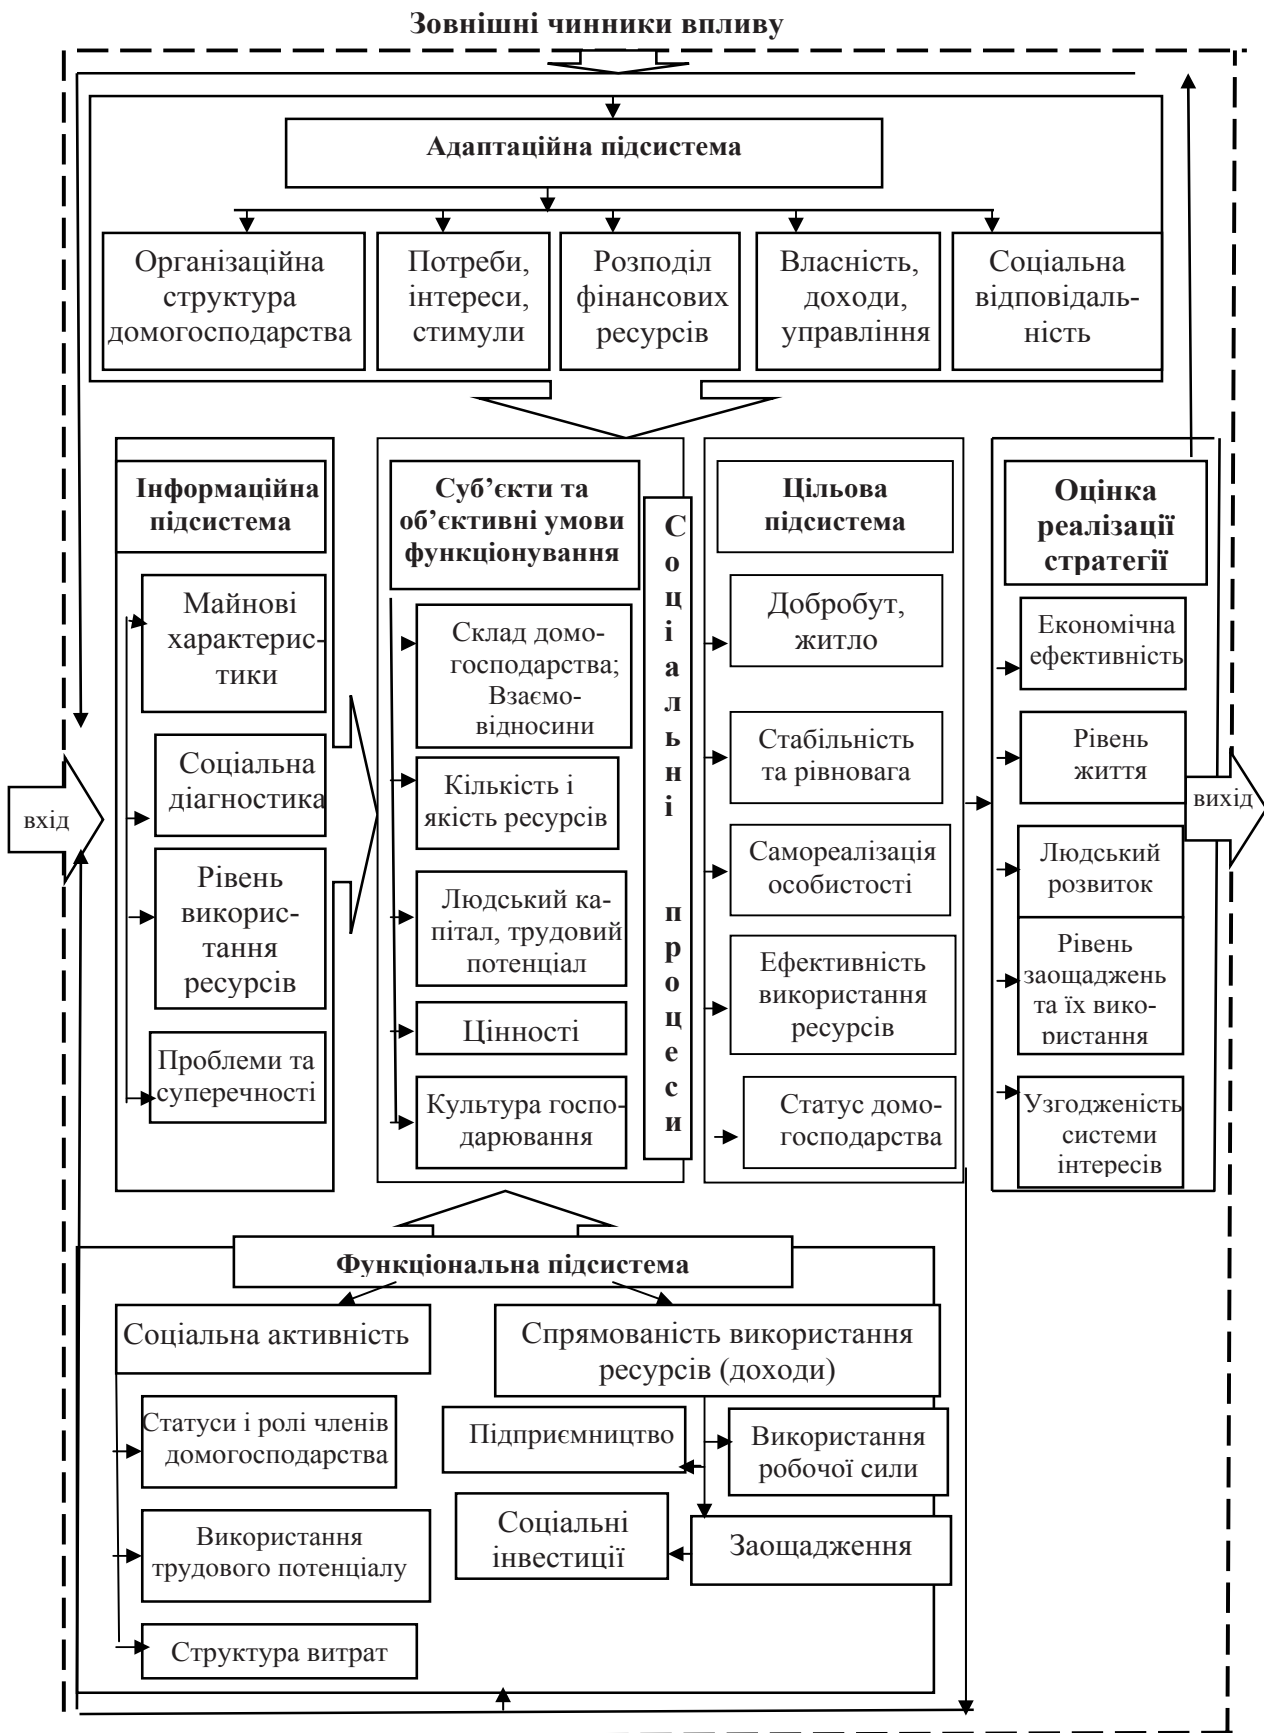 Зовнішні чинники впливу
Адаптаційна підсистема
Організаційна
структура
домогосподарства
Потреби,
інтереси,
стимули
Розподіл
фінансових
ресурсів
Власність,
доходи,
управління
Соціальна
відповідаль-
ність
вхід
Інформаційна
підсистема
Майнові
характерис-
тики
Соціальна
діагностика
Рівень
викорис-
тання
ресурсів
Проблеми та
суперечності
Суб’єкти та
об’єктивні умови
функціонування
Склад домо-
господарства;
Взаємо-
відносини
Кількість і
якість ресурсів
Людський ка-
пітал, трудовий
потенціал
Цінності
Культура госпо-
дарювання
Соціальні процеси
Цільова
підсистема
Добробут,
житло
Стабільність
та рівновага
Самореалізація
особистості
Ефективність
використання
ресурсів
Статус домо-
господарства
Оцінка
реалізації
стратегії
Економічна
ефективність
Рівень
життя
Людський
розвиток
Рівень
заощаджень
та їх вико-
ристання
Узгодженість
системи
інтересів
вихід
Функціональна підсистема
Соціальна активність
Статуси і ролі членів
домогосподарства
Використання
трудового потенціалу
Структура витрат
Спрямованість використання
ресурсів (доходи)
Підприємництво
Використання
робочої сили
Соціальні
інвестиції
Заощадження